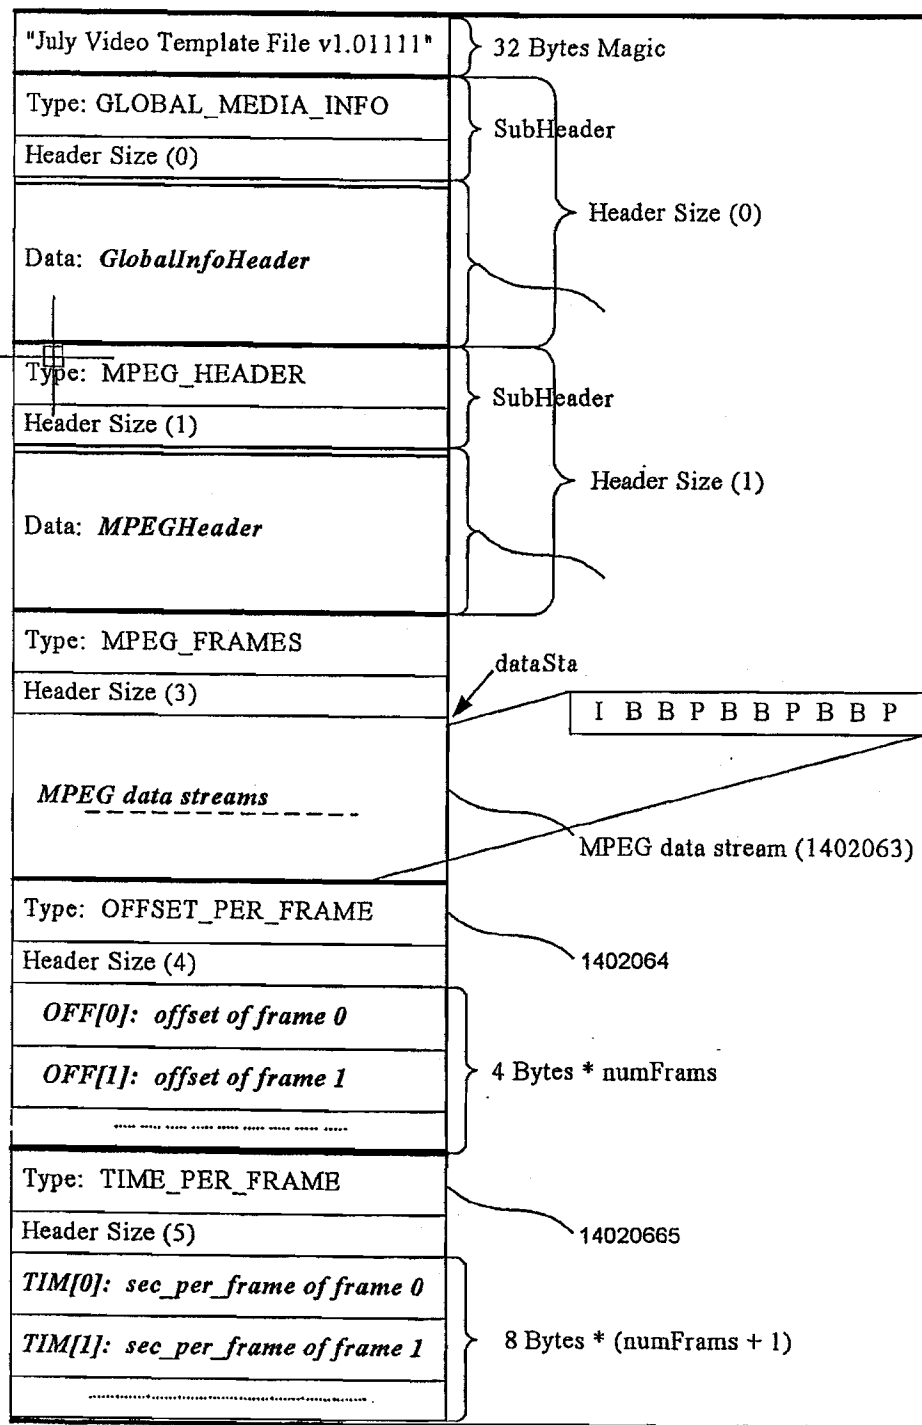 "July Video Template File v1.01111"
32 Bytes Magic
Type: GLOBAL_MEDIA_INFO
SubHeader
Header Size (0)
Header Size (0)
Data: GlobalInfoHeader
Type: MPEG_HEADER
SubHeader
Header Size (1)
Header Size (1)
Data: MPEGHeader
Type: MPEG_FRAMES
dataSta
Header Size (3)
I B B P B B P B B P
MPEG data streams
MPEG data stream (1402063)
Type: OFFSET_PER_FRAME
1402064
Header Size (4)
OFF[0]: offset of frame 0
OFF[1]: offset of frame 1
4 Bytes * numFrams
Type: TIME_PER_FRAME
14020665
Header Size (5)
TIM[0]: sec_per_frame of frame 0
TIM[1]: sec_per_frame of frame 1
8 Bytes * (numFrams + 1)